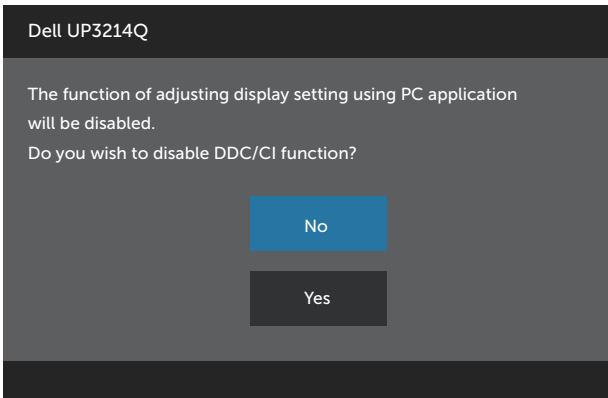 Dell UP3214Q
The function of adjusting display setting using PC application
will be disabled.
Do you wish to disable DDC/CI function?
No
Yes